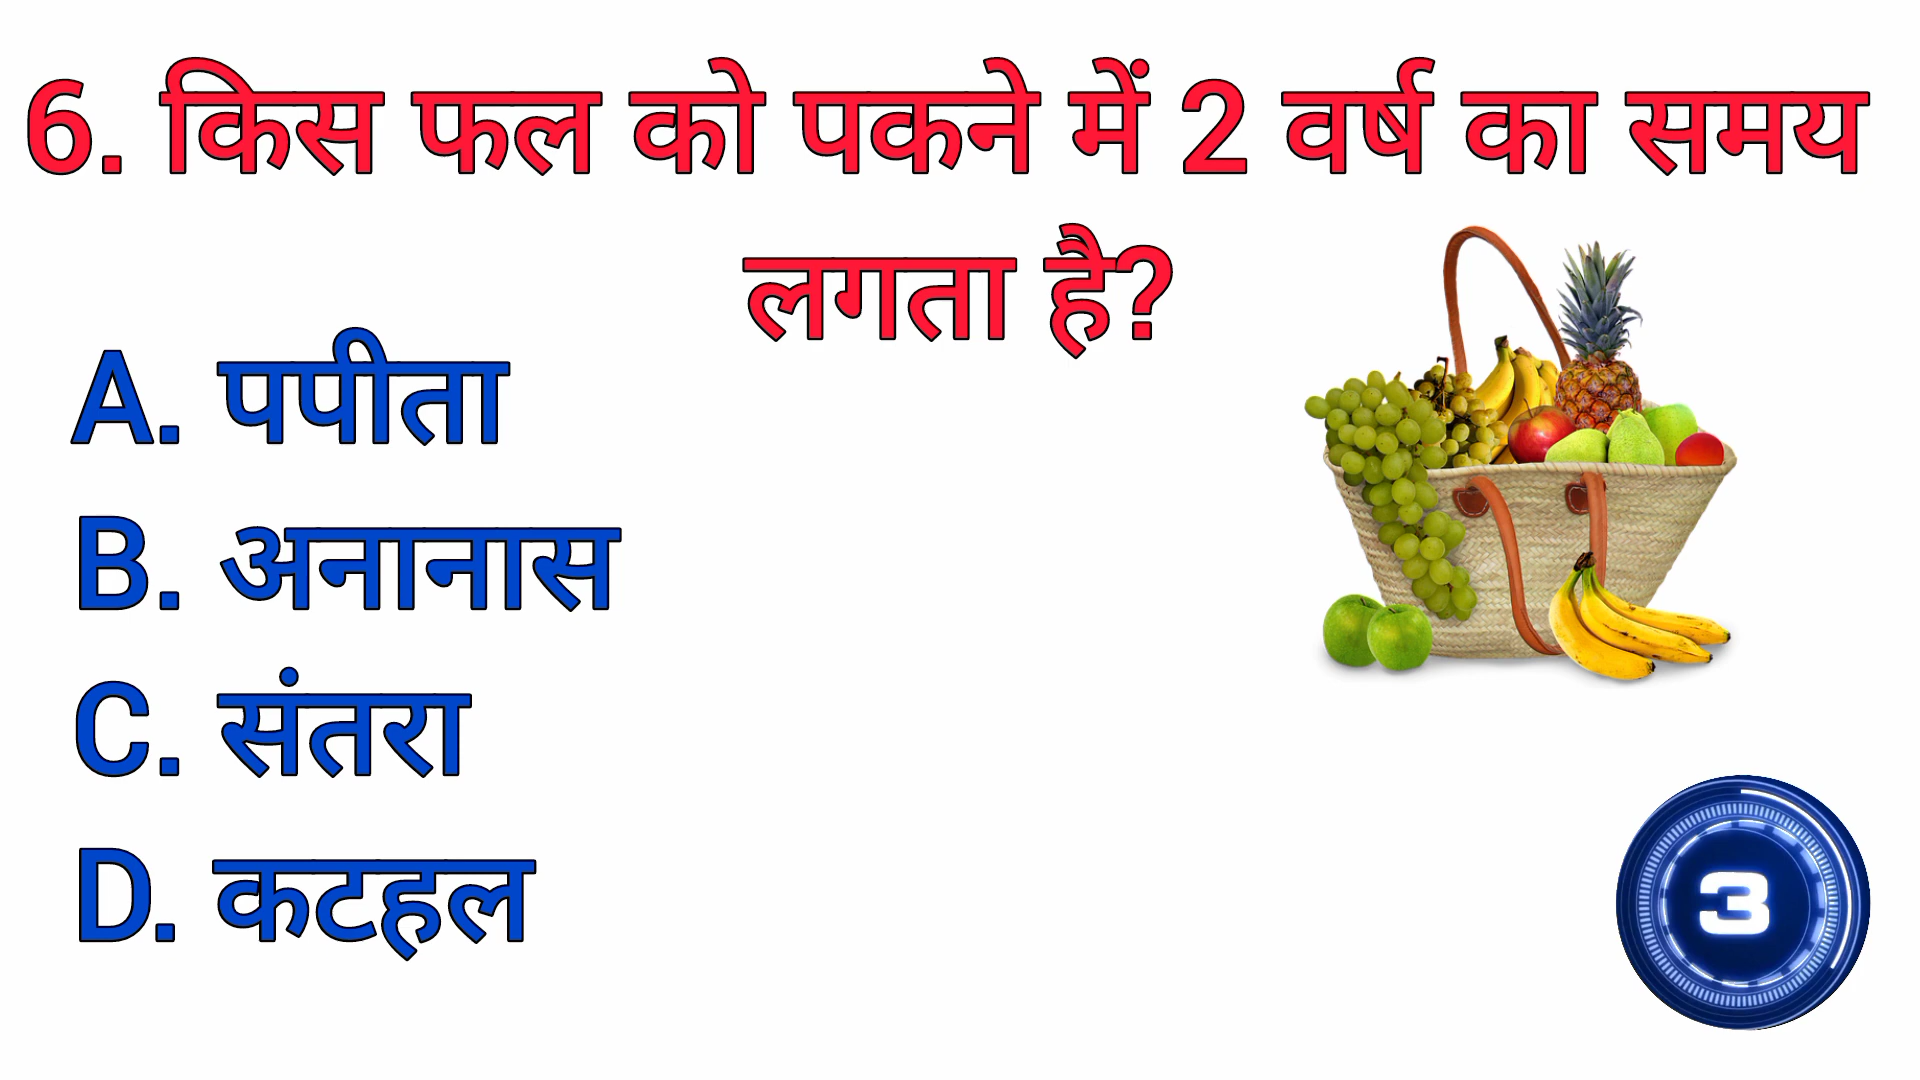 6. किस फल को पकने में 2 वर्ष का समय
लगता है?
A. पपीता
B. अनानास
C. संतरा
D. कटहल
3